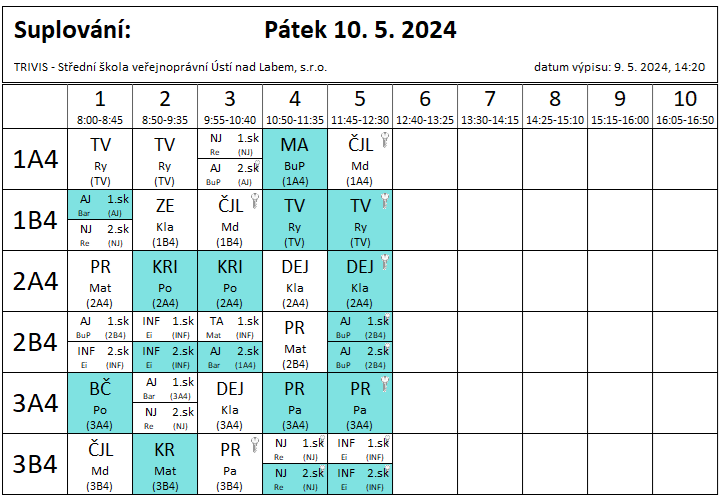 Suplování: Pátek 10. 5. 2024
TRIVIS - Střední škola veřejnoprávní Ústí nad Labem, s.r.o. datum výpisu: 9. 5. 2024, 14:20
1 2 3 4 5 6 7 8 9 10
8:00-8:45 8:50-9:35 9:55-10:40 10:50-11:35 11:45-12:30 12:40-13:25 13:30-14:15 14:25-15:10 15:15-16:00 16:05-16:50
1A4
TV
Ry
(TV)
TV
Ry
(TV)
NJ 1.sk
Re (NJ)
AJ 2.sk
BuP (AJ)
MA
BuP
(1A4)
ČJL
Md
(1A4)
1B4
AJ 1.sk
Bar (AJ)
NJ 2.sk
Re (NJ)
ZE
Kla
(1B4)
ČJL
Md
(1B4)
TV
Ry
(TV)
TV
Ry
(TV)
2A4
PR
Mat
(2A4)
KRI
Po
(2A4)
KRI
Po
(2A4)
DEJ
Kla
(2A4)
DEJ
Kla
(2A4)
2B4
AJ 1.sk
BuP (2B4)
INF 2.sk
Ei (INF)
INF 1.sk
Ei (INF)
INF 2.sk
Ei (INF)
TA 1.sk
Mat (INF)
AJ 2.sk
Bar (1A4)
PR
Mat
(2B4)
AJ 1.sk
BuP (2B4)
AJ 2.sk
BuP (2B4)
3A4
BČ
Po
(3A4)
AJ 1.sk
Bar (3A4)
NJ 2.sk
Re (NJ)
DEJ
Kla
(3A4)
PR
Pa
(3A4)
PR
Pa
(3A4)
3B4
ČJL
Md
(3B4)
KR
Mat
(3B4)
PR
Pa
(3B4)
NJ 1.sk
Re (NJ)
NJ 2.sk
Re (NJ)
INF 1.sk
Ei (INF)
INF 2.sk
Ei (INF)